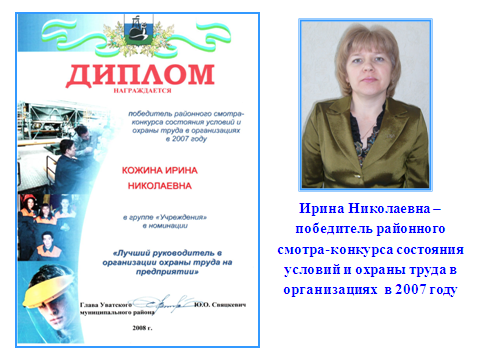 ДИПЛОМ
НАГРАЖДАЕТСЯ
победитель районного смотра-
конкурса состояния условий и
охраны труда в организациях
в 2007 году
КОЖИНА ИРИНА
НИКОЛАЕВНА
в группе «Учреждения»
в номинации
«Лучший руководитель в
организации охраны труда на
предприятии»
Глава Уватского Ю.О. Свяцкевич
муниципального района
2008 г.
Ирина Николаевна –
победитель районного
смотра-конкурса состояния
условий и охраны труда в
организациях в 2007 году